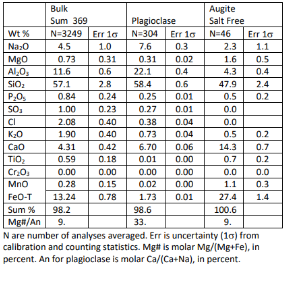 Bulk Augite
Sum 369 Plagioclase Salt Free
Wt % N=3249 Err 1σ N=304 Err 1σ N=46 Err 1σ
Na₂O 4.5 1.0 7.6 0.3 2.3 1.1
MgO 0.73 0.31 0.31 0.02 1.6 0.5
Al₂O₃ 11.6 0.6 22.1 0.4 4.3 0.4
SiO₂ 57.1 2.8 58.4 0.6 47.9 2.4
P₂O₅ 0.84 0.24 0.25 0.01 0.5 0.2
SO₃ 1.00 0.23 0.27 0.01 0.0
Cl 2.08 0.40 0.38 0.04 0.0
K₂O 1.90 0.40 0.73 0.04 0.5 0.2
CaO 4.31 0.42 6.70 0.06 14.3 0.7
TiO₂ 0.59 0.18 0.01 0.00 0.7 0.2
Cr₂O₃ 0.00 0.00 0.00 0.00 0.0 0.0
MnO 0.28 0.15 0.02 0.00 1.1 0.3
FeO-T 13.24 0.78 1.73 0.01 27.4 1.4
Sum % 98.2 98.6 100.6
Mg#/An 9. 33. 9.
N are number of analyses averaged. Err is uncertainty (1σ) from
calibration and counting statistics. Mg# is molar Mg/(Mg+Fe), in
percent. An for plagioclase is molar Ca/(Ca+Na), in percent.